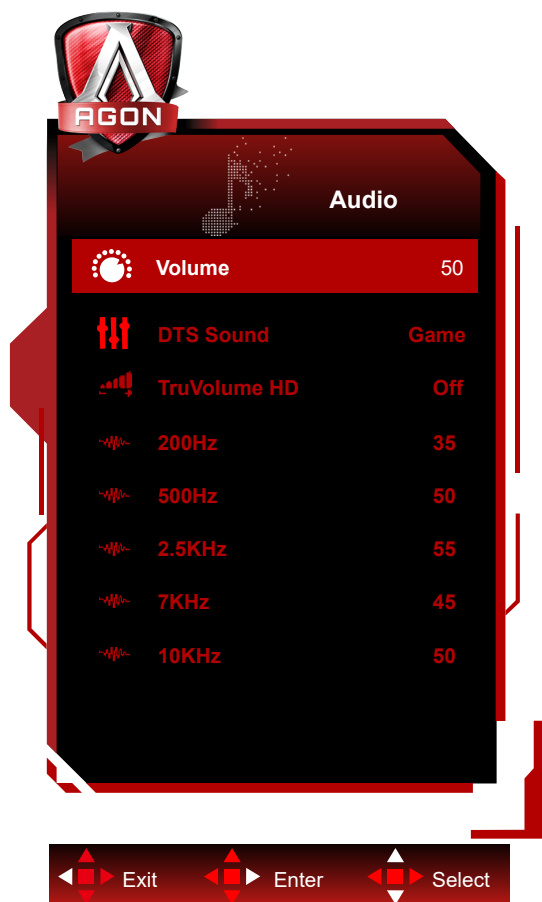 AGON
Audio
Volume 50
DTS Sound Game
TruVolume HD Off
200Hz 35
500Hz 50
2.5KHz 55
7KHz 45
10KHz 50
Exit Enter Select